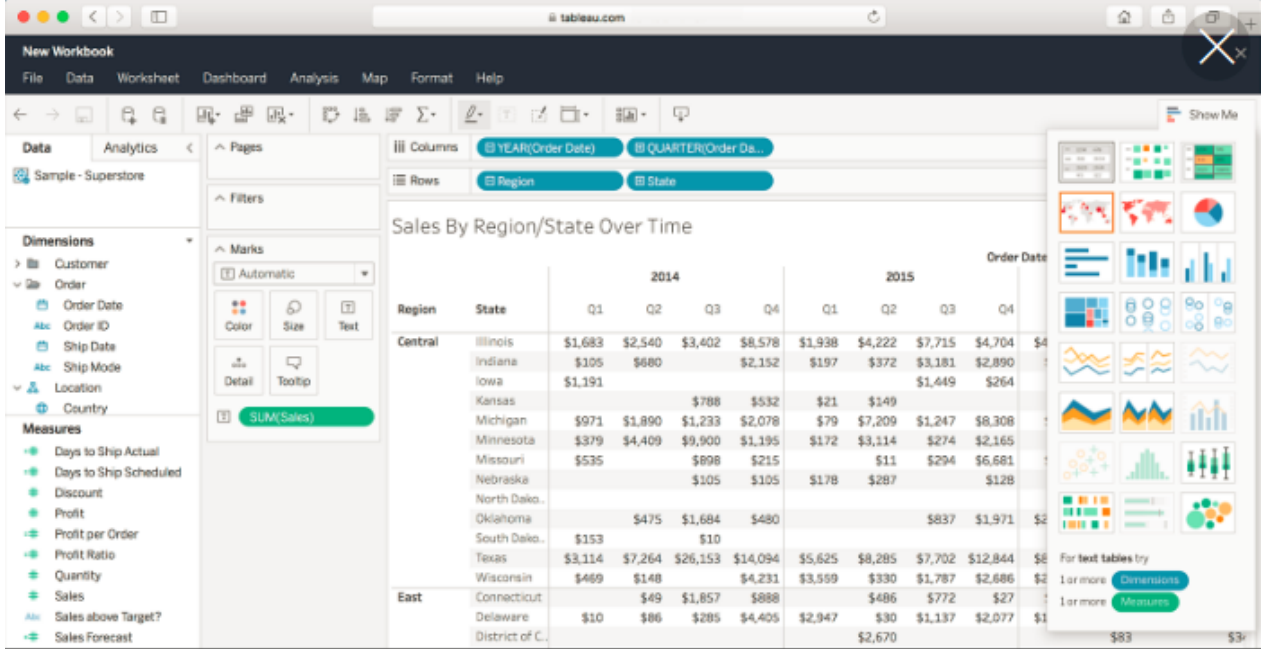 tableau.com
New Workbook
File Data Worksheet Dashboard Analysis Map Format Help
Show Me
Data Analytics
Sample - Superstore
Dimensions
Customer
Order
Order Date
Abc Order ID
Ship Date
Abc Ship Mode
Location
Country
Measures
Days to Ship Actual
Days to Ship Scheduled
Discount
Profit
Profit per Order
Profit Ratio
Quantity
Sales
Abc Sales above Target?
Sales Forecast
Pages
Filters
Marks
Automatic
Color Size Text
Detail Tooltip
SUM(Sales)
Columns YEAR(Order Date) QUARTER(Order Da...
Rows Region State
Sales By Region/State Over Time
Order Date
2014 2015
Region State Q1 Q2 Q3 Q4 Q1 Q2 Q3 Q4
Central Illinois $1,683 $2,540 $3,402 $8,578 $1,938 $4,222 $7,715 $4,704 $4
Indiana $105 $680 $2,152 $197 $372 $3,181 $2,890
Iowa $1,191 $1,449 $264
Kansas $788 $532 $21 $149
Michigan $971 $1,890 $1,233 $2,078 $79 $7,209 $1,247 $8,308
Minnesota $379 $4,409 $9,900 $1,195 $172 $3,114 $274 $2,165
Missouri $535 $898 $215 $11 $294 $6,681
Nebraska $105 $105 $178 $287 $128
North Dako..
Oklahoma $475 $1,684 $480 $837 $1,971 $2
South Dako.. $153 $10
Texas $3,114 $7,264 $26,153 $14,094 $5,625 $8,285 $7,702 $12,844 $8
Wisconsin $469 $148 $4,231 $3,559 $330 $1,787 $2,686 $2
East Connecticut $49 $1,857 $888 $486 $772 $27
Delaware $10 $86 $285 $4,405 $2,947 $30 $1,137 $2,077 $1
District of C.. $2,670 $83
For text tables try
1 or more Dimensions
1 or more Measures